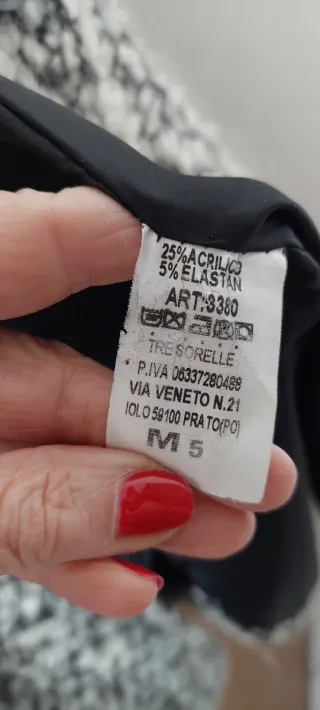 25%ACRILICO
5%ELASTAN
ART:3380
TRE SORELLE
P.IVA 06337280488
VIA VENETO N.21
IOLO 59100 PRATO(PO)
M 5